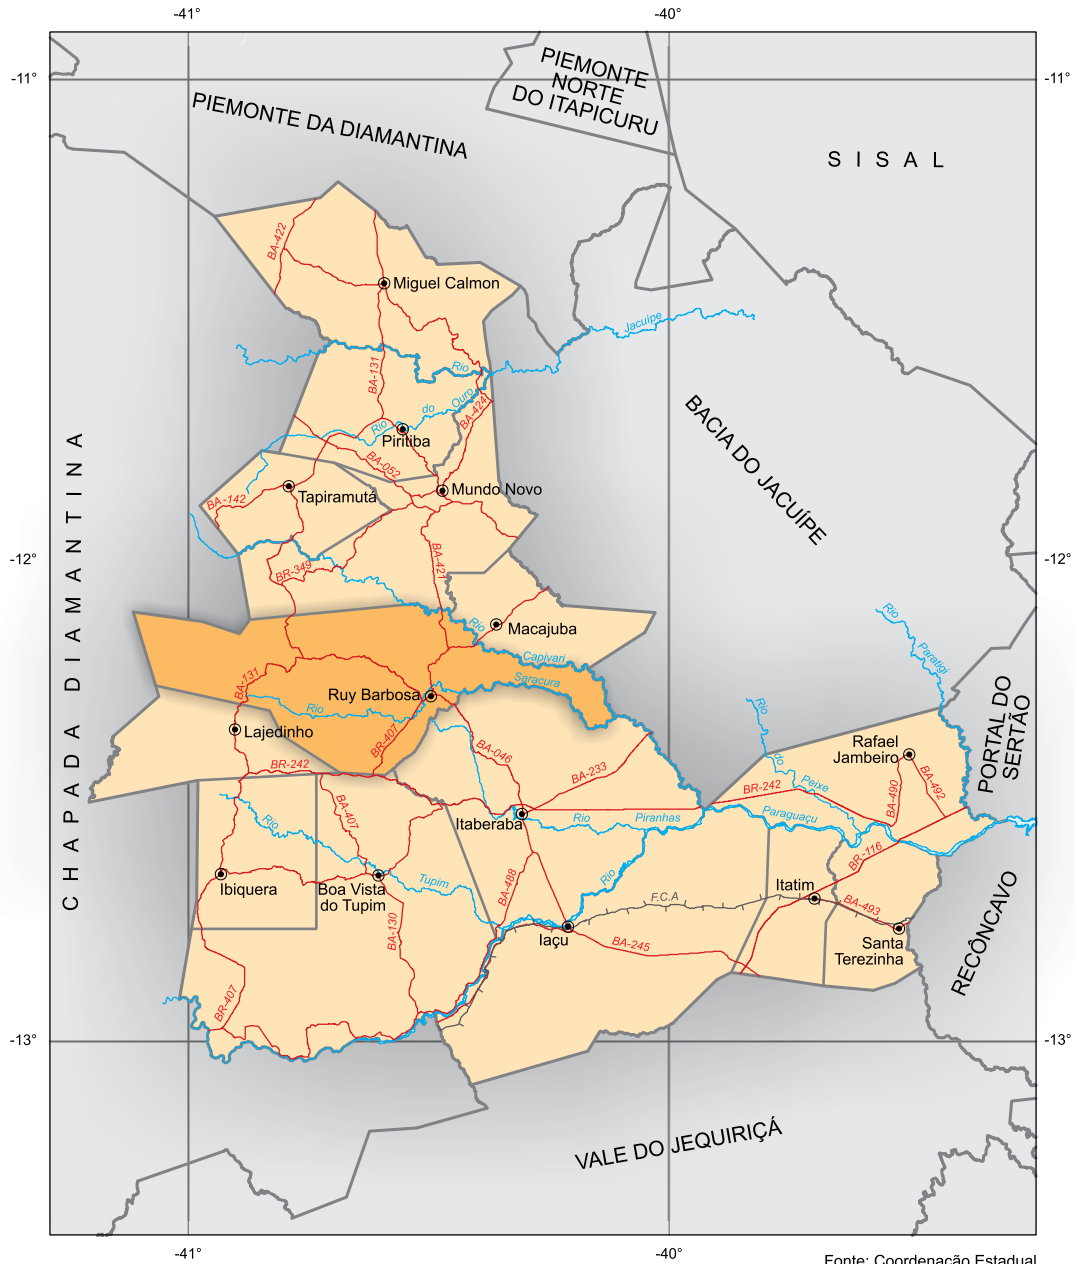 -41°
-40°
-11°
-11°
PIEMONTE
NORTE
DO ITAPICURU
PIEMONTE DA DIAMANTINA
SISAL
BA-422
Miguel Calmon
Jacuípe
BA-131
Rio
Ouro
do
Rio
BA-424
Piritiba
BACIA DO JACUÍPE
BA-052
Mundo Novo
Tapiramutá
BA-142
CHAPADA DIAMANTINA
-12°
-12°
BA-421
BR-349
Rio
Macajuba
Rio
Paratigi
Capivari
Saracura
BA-131
Ruy Barbosa
Rio
Lajedinho
BR-407
BA-046
Rio
do
Peixe
Rafael
Jambeiro
PORTAL DO
SERTÃO
BR-242
BA-233
BR-242
BA-490
BA-492
BA-407
Itaberaba
Rio
Piranhas
Paraguaçu
Rio
BR-116
Ibiquera
Boa Vista
do Tupim
Tupim
BA-488
Rio
F.C.A
Itatim
BA-493
BA-130
Iaçu
BA-245
Santa
Terezinha
RECÔNCAVO
BR-407
-13°
-13°
VALE DO JEQUIRIÇÁ
-41°
-40°
Fonte: Coordenação Estadual